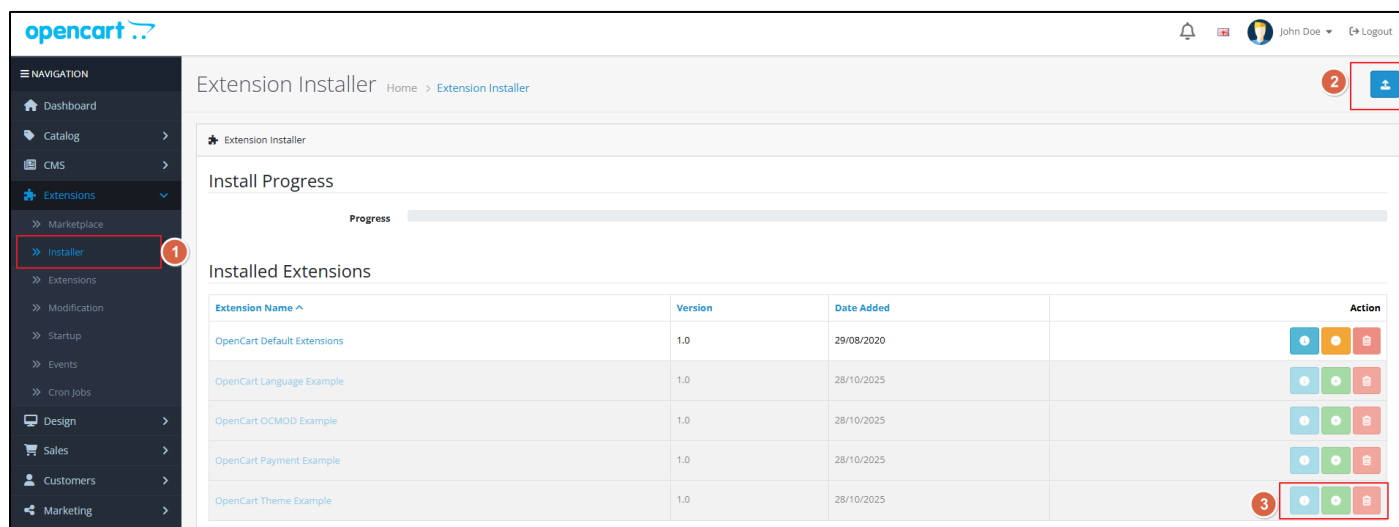 opencart
John Doe
Logout
NAVIGATION
Extension Installer Home > Extension Installer
2
Dashboard
Catalog
Extension Installer
CMS
Install Progress
Extensions
Progress
Marketplace
Installer
1
Installed Extensions
Extensions
Modification
Extension Name Version Date Added Action
Startup
OpenCart Default Extensions 1.0 29/08/2020
Events
OpenCart Language Example 1.0 28/10/2025
Cron Jobs
Design
OpenCart OCMOD Example 1.0 28/10/2025
Sales
OpenCart Payment Example 1.0 28/10/2025
Customers
OpenCart Theme Example 1.0 28/10/2025
3
Marketing